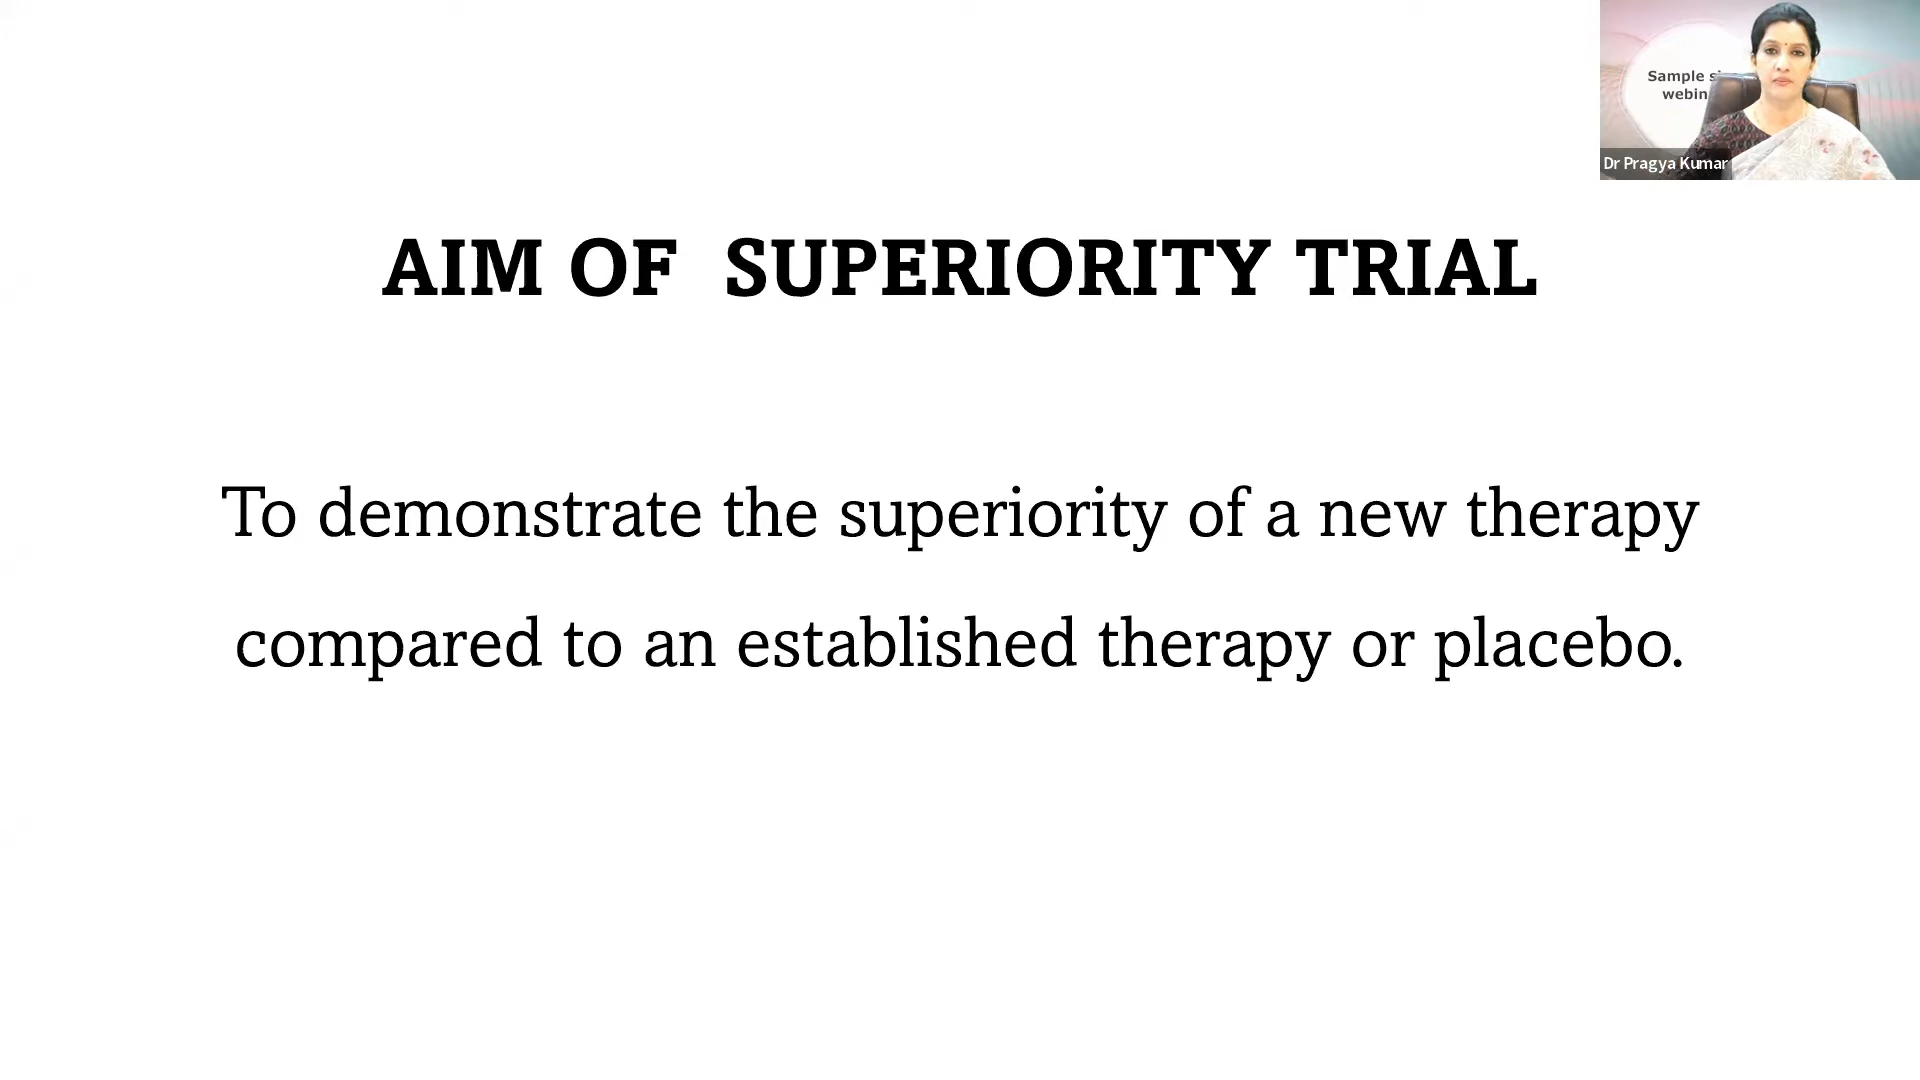 Sample
webin
Dr Pragya Kumar
AIM OF SUPERIORITY TRIAL
To demonstrate the superiority of a new therapy
compared to an established therapy or placebo.